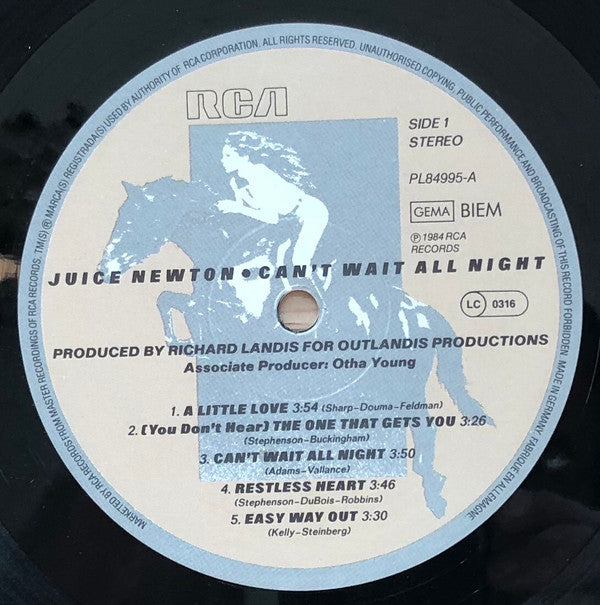 MARKETED BY RCA RECORDS FROM MASTER RECORDINGS OF RCA RECORDS. TM(S) ® MARCA(S) REGISTRADA(S) USED BY AUTHORITY OF RCA CORPORATION. ALL RIGHTS RESERVED. UNAUTHORISED COPYING, PUBLIC PERFORMANCE AND BROADCASTING OF THIS RECORD FORBIDDEN. MADE IN GERMANY. FABRIQUE EN ALLEMAGNE
RCA
SIDE 1
STEREO
PL84995-A
GEMA BIEM
℗ 1984 RCA
RECORDS
JUICE NEWTON • CAN'T WAIT ALL NIGHT
LC 0316
PRODUCED BY RICHARD LANDIS FOR OUTLANDIS PRODUCTIONS
Associate Producer: Otha Young
1. A LITTLE LOVE 3:54 (Sharp-Douma-Feldman)
2. (You Don't Hear) THE ONE THAT GETS YOU 3:26
(Stephenson-Buckingham)
3. CAN'T WAIT ALL NIGHT 3:50
(Adams-Vallance)
4. RESTLESS HEART 3:46
(Stephenson-DuBois-Robbins)
5. EASY WAY OUT 3:30
(Kelly-Steinberg)